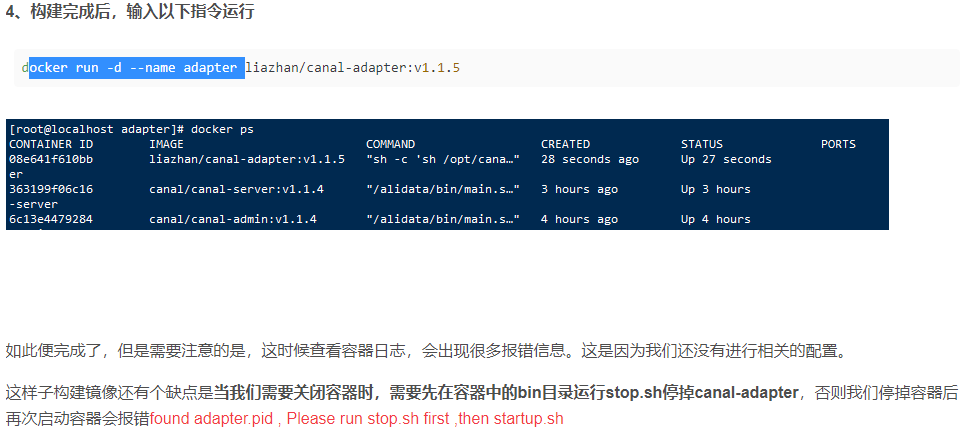 4、构建完成后，输入以下指令运行
docker run -d --name adapter liazhan/canal-adapter:v1.1.5
[root@localhost adapter]# docker ps
CONTAINER ID IMAGE COMMAND CREATED STATUS PORTS
08e641f610bb liazhan/canal-adapter:v1.1.5 "sh -c 'sh /opt/cana…" 28 seconds ago Up 27 seconds
er
363199f06c16 canal/canal-server:v1.1.4 "/alidata/bin/main.s…" 3 hours ago Up 3 hours
-server
6c13e4479284 canal/canal-admin:v1.1.4 "/alidata/bin/main.s…" 4 hours ago Up 4 hours
如此便完成了，但是需要注意的是，这时候查看容器日志，会出现很多报错信息。这是因为我们还没有进行相关的配置。
这样子构建镜像还有个缺点是当我们需要关闭容器时，需要先在容器中的bin目录运行stop.sh停掉canal-adapter，否则我们停掉容器后
再次启动容器会报错found adapter.pid , Please run stop.sh first ,then startup.sh